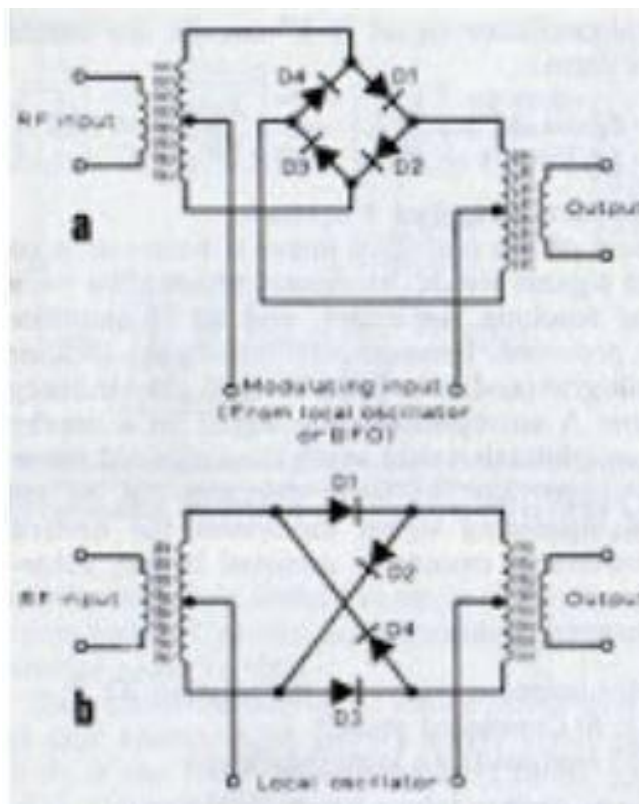 D4
D1
RF input
D3
D2
Output
a
Modulating input
(From local oscillator
or BFO)
D1
D2
RF input
Output
D4
D3
b
Local oscillator